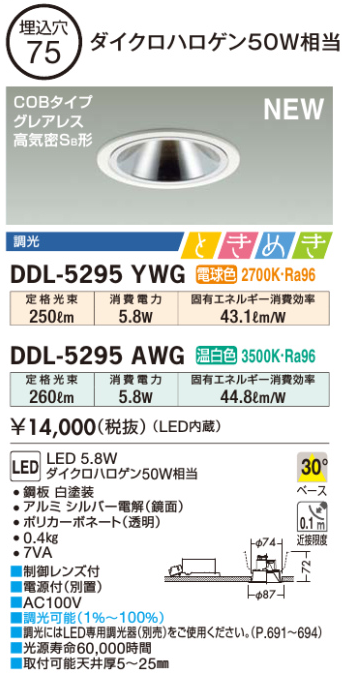 埋込穴
75
ダイクロハロゲン50W相当
COBタイプ
グレアレス
高気密SB形
NEW
調光
ときめき
DDL-5295 YWG 電球色 2700K・Ra96
定格光束 消費電力 固有エネルギー消費効率
250ℓm 5.8W 43.1ℓm/W
DDL-5295 AWG 温白色 3500K・Ra96
定格光束 消費電力 固有エネルギー消費効率
260ℓm 5.8W 44.8ℓm/W
¥14,000(税抜)(LED内蔵)
LED LED 5.8W
ダイクロハロゲン50W相当
30°
ベース
●鋼板 白塗装
●アルミ シルバー電解(鏡面)
●ポリカーボネート(透明)
●0.4kg
●7VA
0.1m
近接限度
■制御レンズ付
■電源付(別置)
■AC100V
φ74
72
φ87
■調光可能(1%〜100%)
■調光にはLED専用調光器(別売)をご使用ください。(P.691〜694)
■光源寿命60,000時間
■取付可能天井厚5〜25㎜